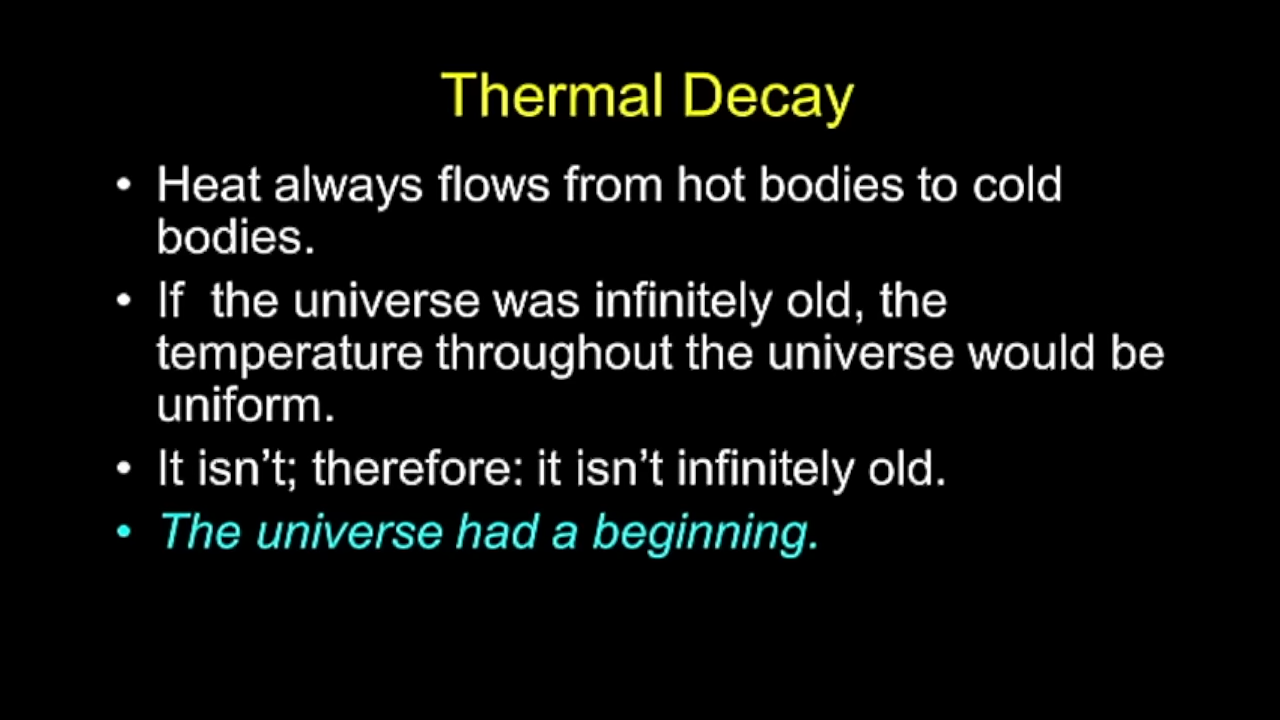 Thermal Decay
• Heat always flows from hot bodies to cold
bodies.
• If  the universe was infinitely old, the
temperature throughout the universe would be
uniform.
• It isn’t; therefore: it isn’t infinitely old.
• The universe had a beginning.